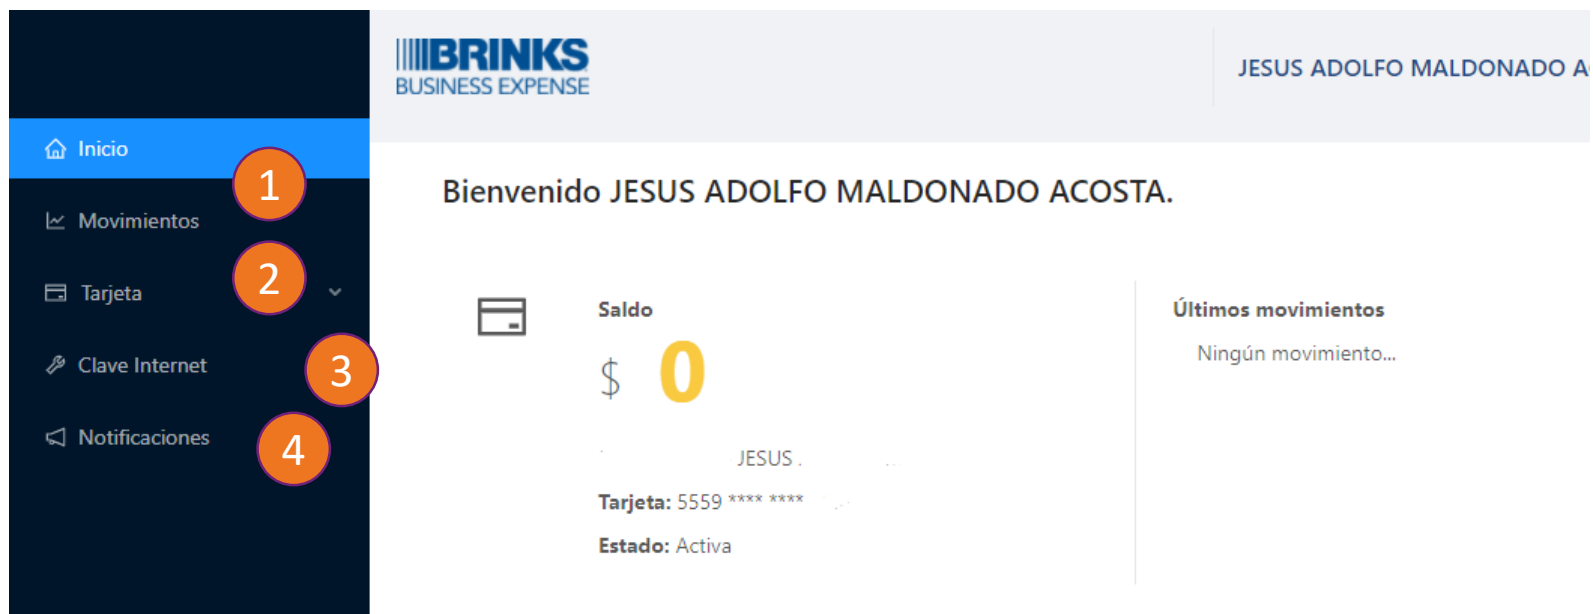 BRINKS
BUSINESS EXPENSE
JESUS ADOLFO MALDONADO
Inicio
1
Movimientos
2
Tarjeta
Clave Internet
3
Notificaciones
4
Bienvenido JESUS ADOLFO MALDONADO ACOSTA.
Saldo
$ 0
JESUS
Tarjeta: 5559 **** ****
Estado: Activa
Últimos movimientos
Ningún movimiento...